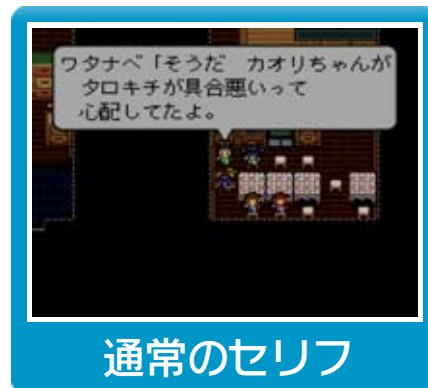 ワタナベ「そうだ　カオリちゃんが
タロキチが具合悪いって
心配してたよ。
通常のセリフ